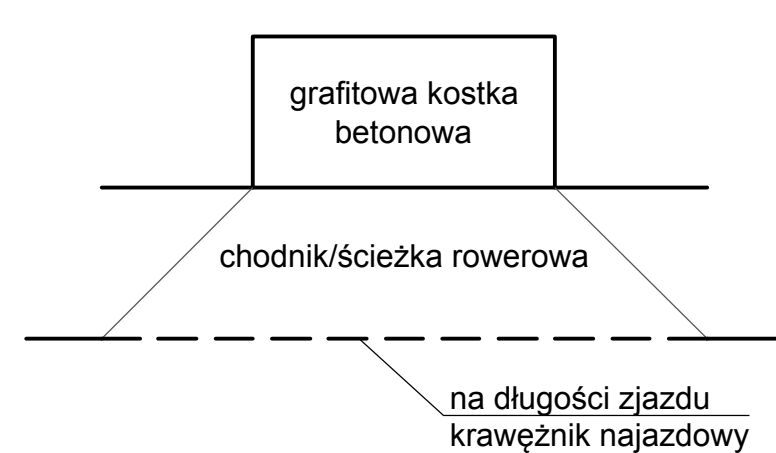 grafitowa kostka
betonowa
chodnik/ścieżka rowerowa
na długości zjazdu
krawężnik najazdowy